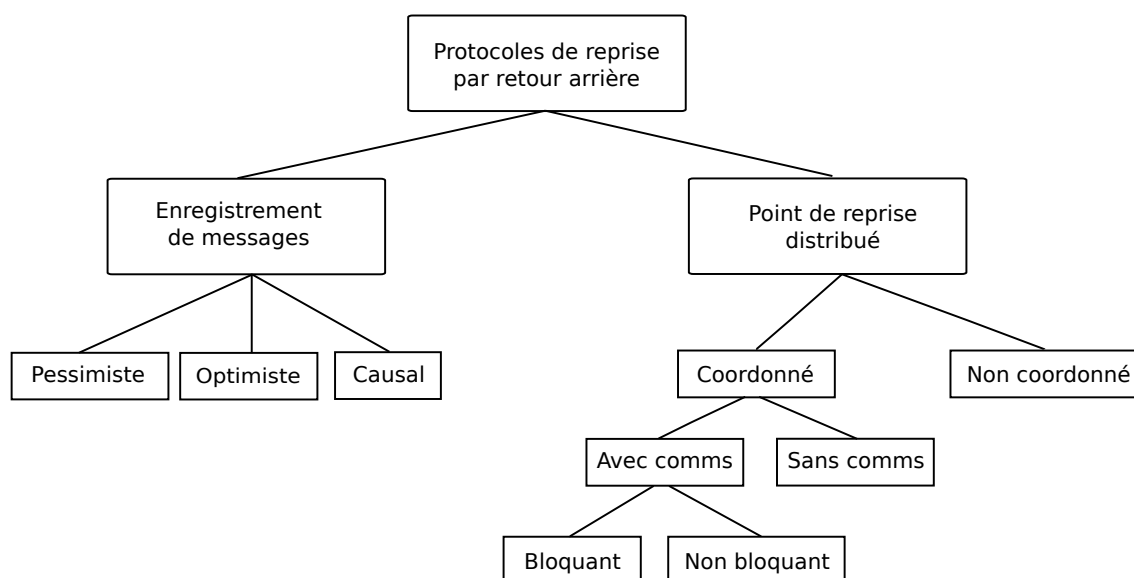 Protocoles de reprise
par retour arrière
Enregistrement
de messages
Point de reprise
distribué
Pessimiste
Optimiste
Causal
Coordonné
Non coordonné
Avec comms
Sans comms
Bloquant
Non bloquant